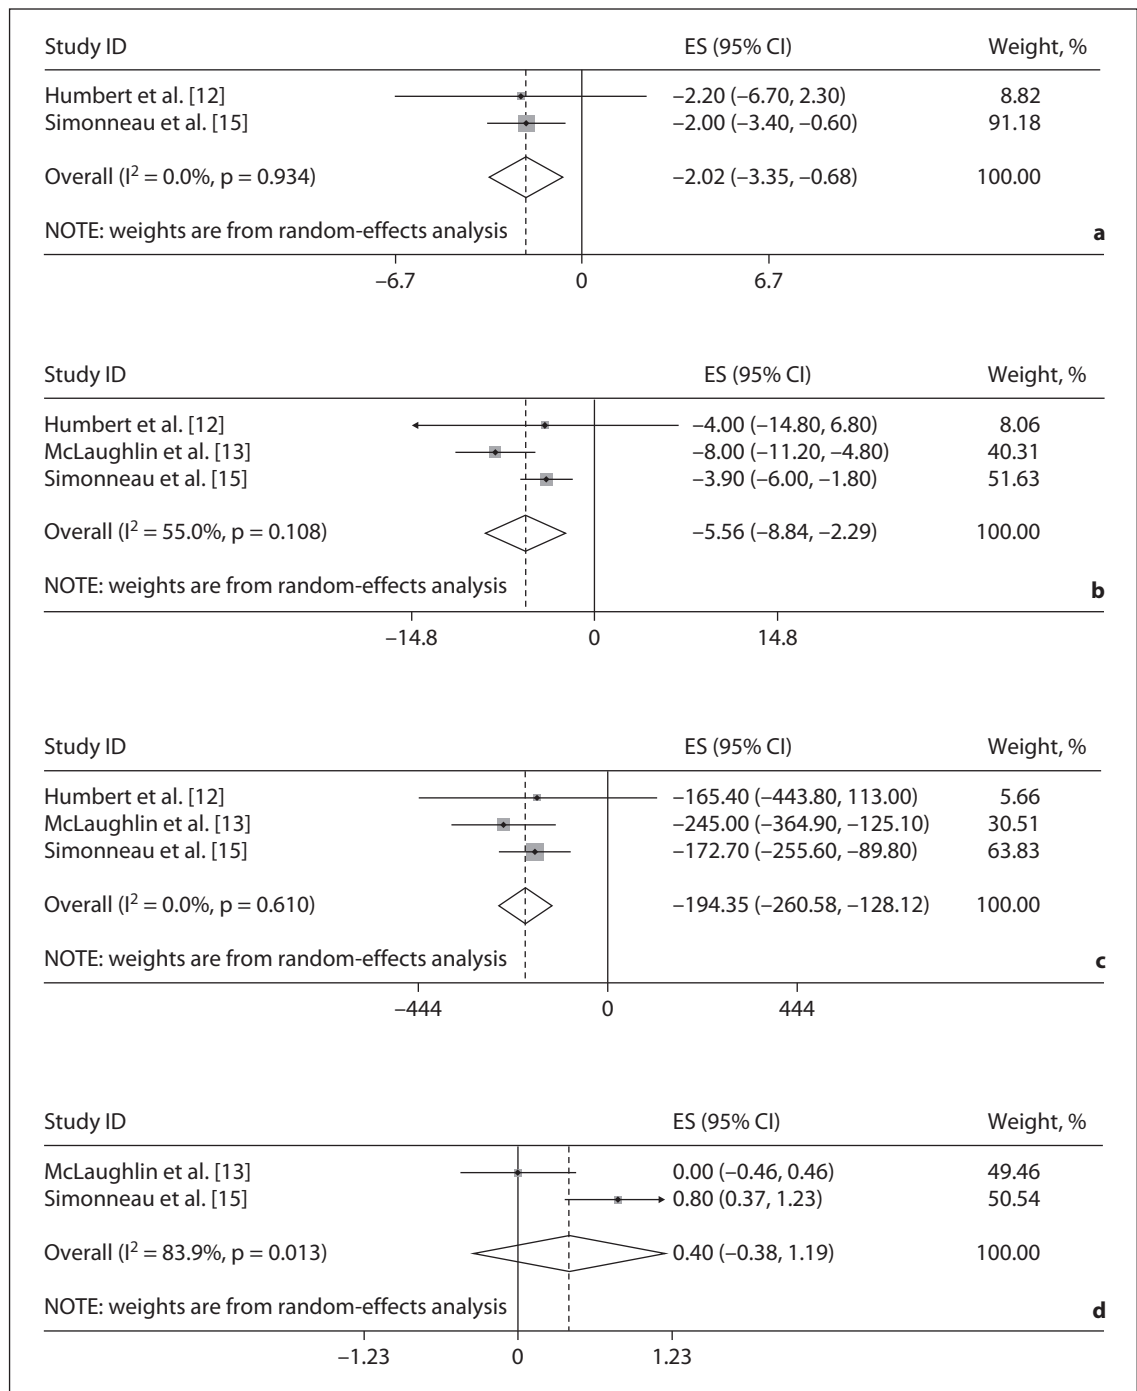 Study ID ES (95% CI) Weight, %
Humbert et al. [12] –2.20 (–6.70, 2.30) 8.82
Simonneau et al. [15] –2.00 (–3.40, –0.60) 91.18
Overall (I² = 0.0%, p = 0.934) –2.02 (–3.35, –0.68) 100.00
NOTE: weights are from random-effects analysis a
–6.7 0 6.7
Study ID ES (95% CI) Weight, %
Humbert et al. [12] –4.00 (–14.80, 6.80) 8.06
McLaughlin et al. [13] –8.00 (–11.20, –4.80) 40.31
Simonneau et al. [15] –3.90 (–6.00, –1.80) 51.63
Overall (I² = 55.0%, p = 0.108) –5.56 (–8.84, –2.29) 100.00
NOTE: weights are from random-effects analysis b
–14.8 0 14.8
Study ID ES (95% CI) Weight, %
Humbert et al. [12] –165.40 (–443.80, 113.00) 5.66
McLaughlin et al. [13] –245.00 (–364.90, –125.10) 30.51
Simonneau et al. [15] –172.70 (–255.60, –89.80) 63.83
Overall (I² = 0.0%, p = 0.610) –194.35 (–260.58, –128.12) 100.00
NOTE: weights are from random-effects analysis c
–444 0 444
Study ID ES (95% CI) Weight, %
McLaughlin et al. [13] 0.00 (–0.46, 0.46) 49.46
Simonneau et al. [15] 0.80 (0.37, 1.23) 50.54
Overall (I² = 83.9%, p = 0.013) 0.40 (–0.38, 1.19) 100.00
NOTE: weights are from random-effects analysis d
–1.23 0 1.23